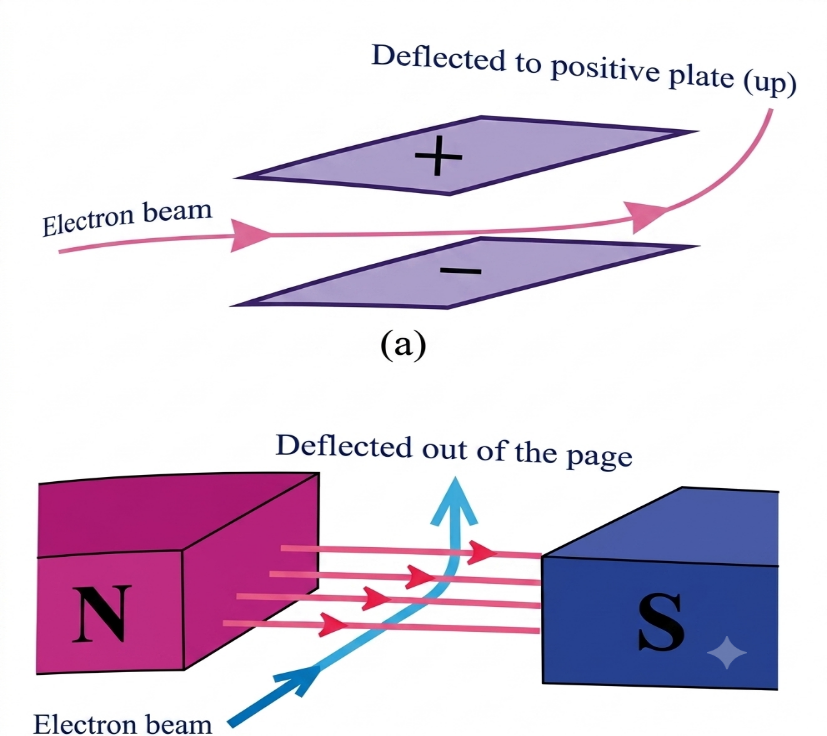 Deflected to positive plate (up)
+
Electron beam
−
(a)
Deflected out of the page
N
S
Electron beam